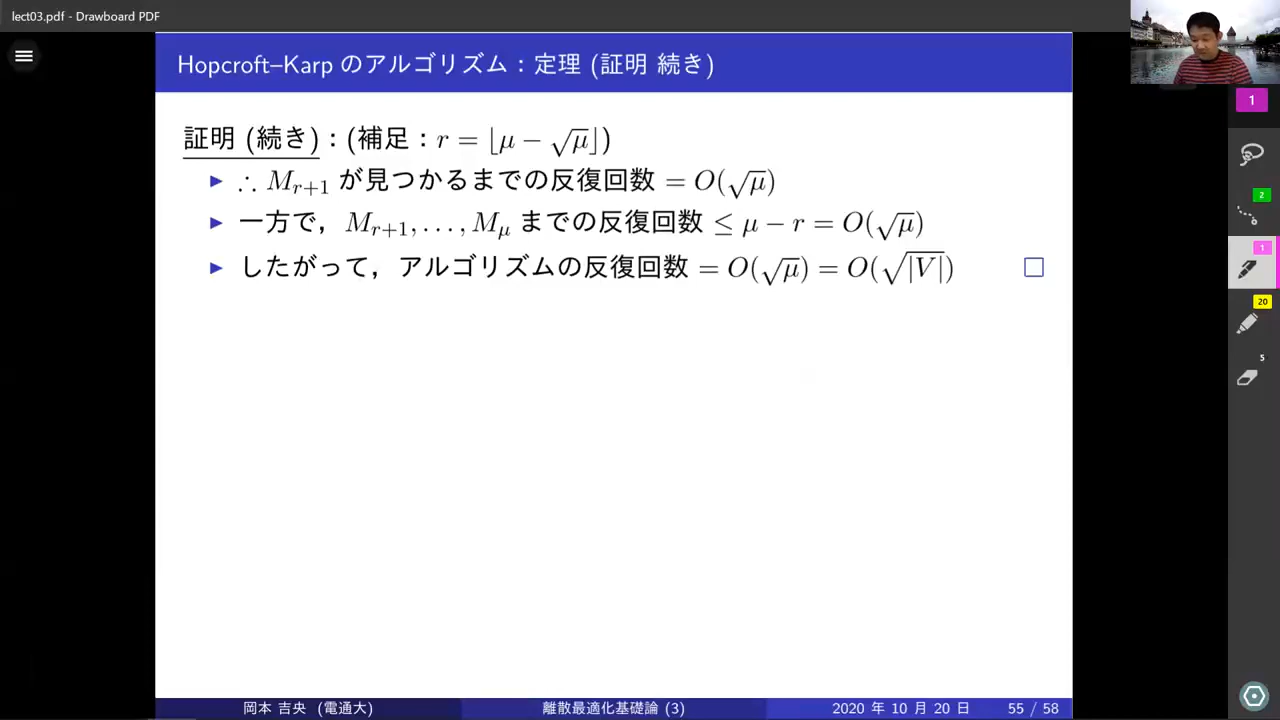 lect03.pdf - Drawboard PDF
Hopcroft–Karp のアルゴリズム : 定理 (証明 続き)
1
証明 (続き) : (補足 : r = ⌊μ − √μ⌋)
▶ ∴ M_{r+1} が見つかるまでの反復回数 = O(√μ)
▶ 一方で, M_{r+1}, . . . , M_μ までの反復回数 ≤ μ − r = O(√μ)
▶ したがって, アルゴリズムの反復回数 = O(√μ) = O(√|V|) □
2
1
20
5
岡本 吉央 (電通大) 離散最適化基礎論 (3) 2020 年 10 月 20 日 55 / 58